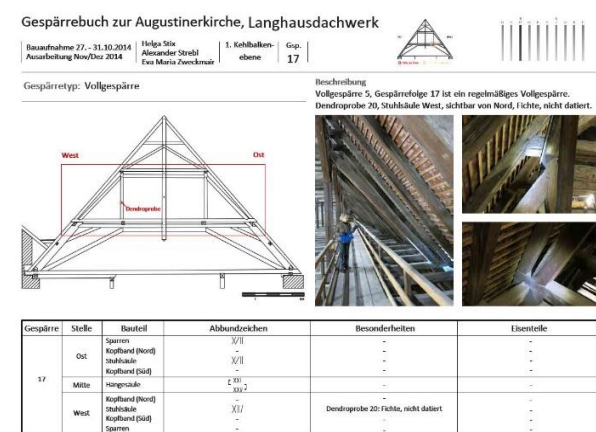 Gespärrebuch zur Augustinerkirche, Langhausdachwerk
Bauaufnahme 27. - 31.10.2014
Ausarbeitung Nov/Dez 2014
Helga Stix
Alexander Strebl
Eva Maria Zweckmair
1. Kehlbalken-
ebene
Gsp.
17
Gespärretyp: Vollgespärre
Beschreibung
Vollgespärre 5, Gespärrefolge 17 ist ein regelmäßiges Vollgespärre.
Dendroprobe 20, Stuhlsäule West, sichtbar von Nord, Fichte, nicht datiert.
West
Ost
Dendroprobe
Gespärre Stelle Bauteil Abbundzeichen Besonderheiten Eisenteile
17
Ost
Sparren - -
Kopfband (Nord) - - -
Stuhlsäule - -
Kopfband (Süd) - - -
Mitte Hängesäule - -
West
Kopfband (Nord) - - -
Stuhlsäule Dendroprobe 20: Fichte, nicht datiert -
Kopfband (Süd) - - -
Sparren - - -